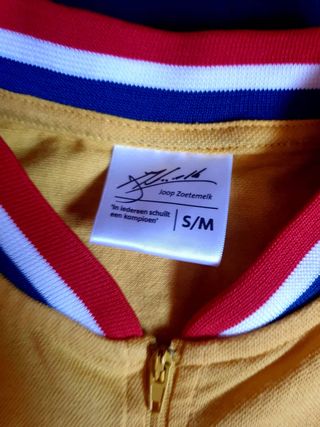 Joop Zoetemelk
"In iedereen schuilt
een kampioen"
S/M